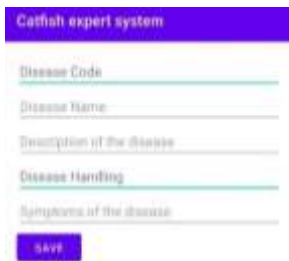 Catfish expert system
Disease Code
Disease Name
Description of the disease
Disease Handling
Symptoms of the disease
SAVE